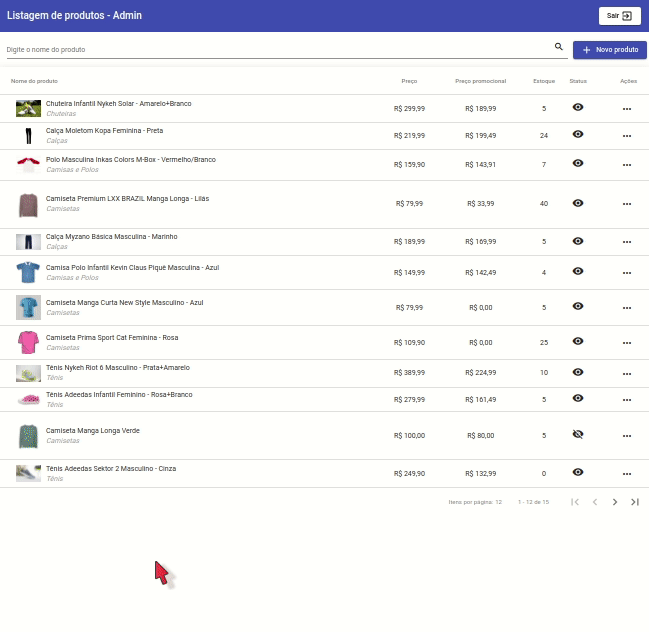 Listagem de produtos - Admin
Sair
Digite o nome do produto
Novo produto
Nome do produto Preço Preço promocional Estoque Status Ações
Chuteira Infantil Nykeh Solar - Amarelo+Branco
Chuteiras
R$ 299,99 R$ 189,99 5
Calça Moletom Kopa Feminina - Preta
Calças
R$ 219,99 R$ 199,49 24
Polo Masculina Inkas Colors M-Box - Vermelho/Branco
Camisas e Polos
R$ 159,90 R$ 143,91 7
Camiseta Premium LXX BRAZIL Manga Longa - Lilás
Camisetas
R$ 79,99 R$ 33,99 40
Calça Myzano Básica Masculina - Marinho
Calças
R$ 189,99 R$ 169,99 5
Camisa Polo Infantil Kevin Claus Piquê Masculina - Azul
Camisas e Polos
R$ 149,99 R$ 142,49 4
Camiseta Manga Curta New Style Masculino - Azul
Camisetas
R$ 79,99 R$ 0,00 5
Camiseta Prima Sport Cat Feminina - Rosa
Camisetas
R$ 109,90 R$ 0,00 25
Tênis Nykeh Riot 6 Masculino - Prata+Amarelo
Tênis
R$ 389,99 R$ 224,99 10
Tênis Adeedas Infantil Feminino - Rosa+Branco
Tênis
R$ 279,99 R$ 161,49 5
Camiseta Manga Longa Verde
Camisetas
R$ 100,00 R$ 80,00 5
Tênis Adeedas Sektor 2 Masculino - Cinza
Tênis
R$ 249,90 R$ 132,99 0
Itens por página: 12 1 - 12 de 15